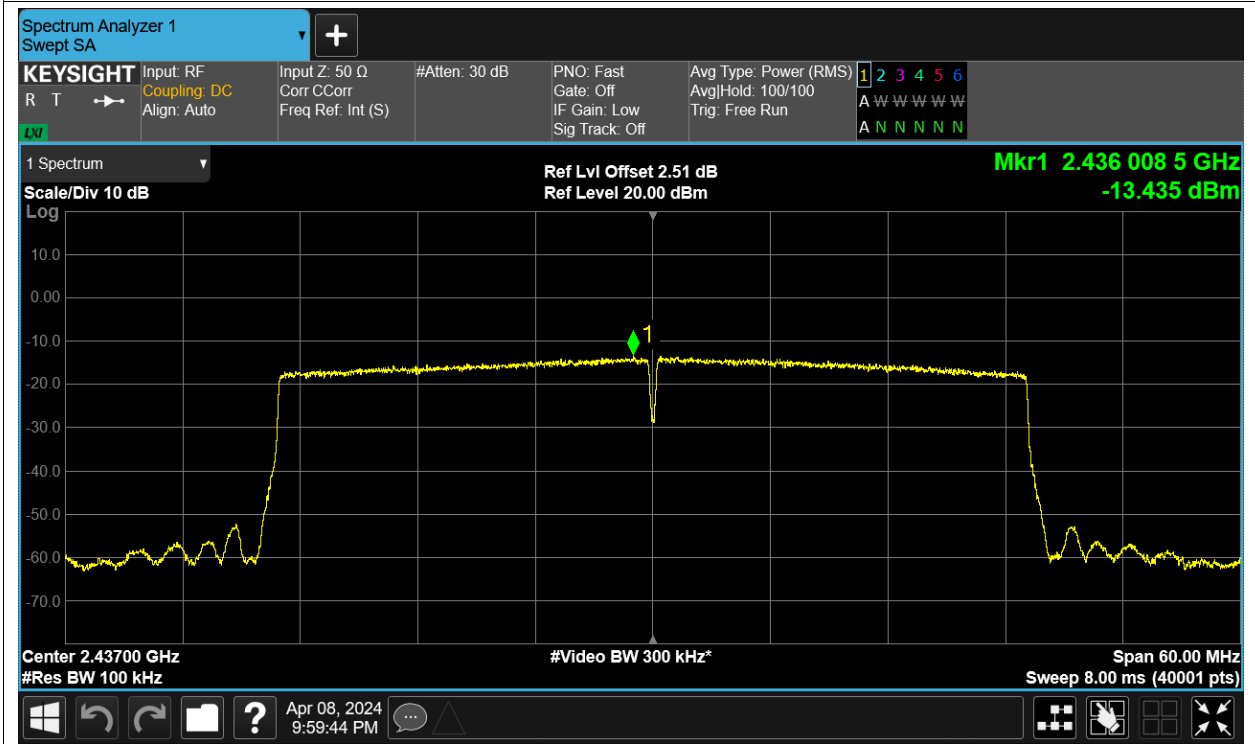 Spectrum Analyzer 1
Swept SA
+
KEYSIGHT
R T
LXI
Input: RF
Coupling: DC
Align: Auto
Input Z: 50 Ω
Corr CCorr
Freq Ref: Int (S)
#Atten: 30 dB
PNO: Fast
Gate: Off
IF Gain: Low
Sig Track: Off
Avg Type: Power (RMS)
Avg|Hold: 100/100
Trig: Free Run
1 2 3 4 5 6
A W W W W W
A N N N N N
1 Spectrum
Scale/Div 10 dB
Ref Lvl Offset 2.51 dB
Ref Level 20.00 dBm
Mkr1 2.436 008 5 GHz
-13.435 dBm
Log
10.0
0.00
-10.0
-20.0
-30.0
-40.0
-50.0
-60.0
-70.0
1
Center 2.43700 GHz
#Res BW 100 kHz
#Video BW 300 kHz*
Span 60.00 MHz
Sweep 8.00 ms (40001 pts)
?
Apr 08, 2024
9:59:44 PM